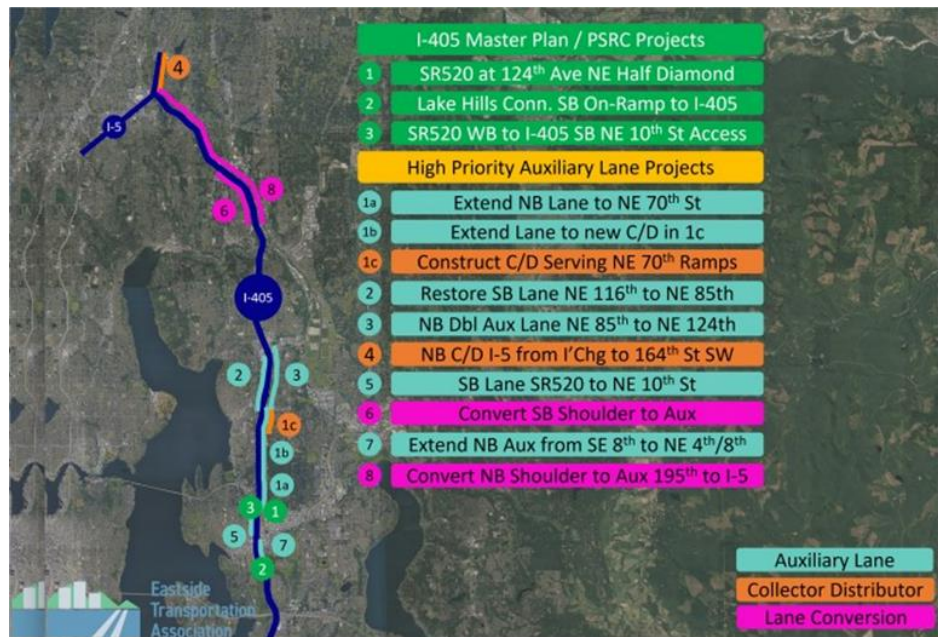 I-405 Master Plan / PSRC Projects
1 SR520 at 124th Ave NE Half Diamond
2 Lake Hills Conn. SB On-Ramp to I-405
3 SR520 WB to I-405 SB NE 10th St Access
High Priority Auxiliary Lane Projects
1a Extend NB Lane to NE 70th St
1b Extend Lane to new C/D in 1c
1c Construct C/D Serving NE 70th Ramps
2 Restore SB Lane NE 116th to NE 85th
3 NB Dbl Aux Lane NE 85th to NE 124th
4 NB C/D I-5 from I'Chg to 164th St SW
5 SB Lane SR520 to NE 10th St
6 Convert SB Shoulder to Aux
7 Extend NB Aux from SE 8th to NE 4th/8th
8 Convert NB Shoulder to Aux 195th to I-5
4
I-5
8
6
I-405
2
3
1c
1b
1a
3
1
5
7
2
Auxiliary Lane
Collector Distributor
Lane Conversion
Eastside
Transportation
Association